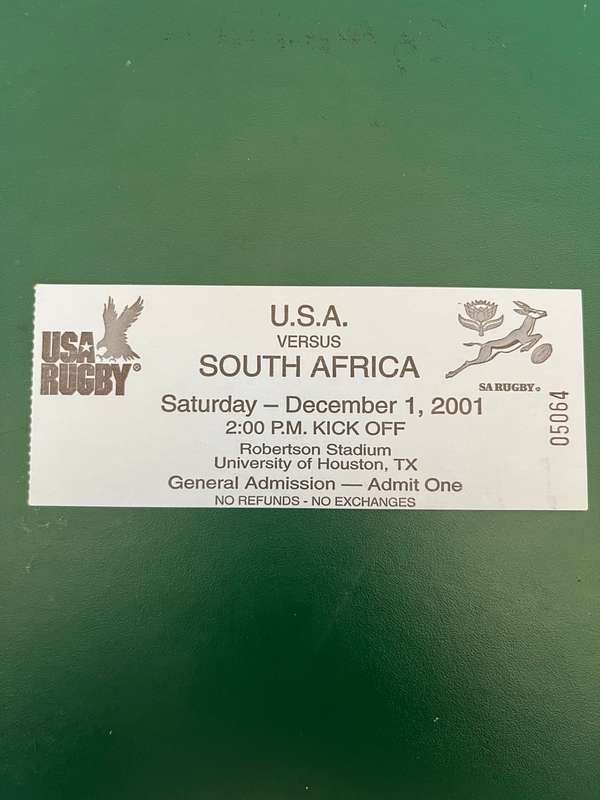 USA
RUGBY®
U.S.A.
VERSUS
SOUTH AFRICA
SA RUGBY
Saturday – December 1, 2001
2:00 P.M. KICK OFF
Robertson Stadium
University of Houston, TX
General Admission — Admit One
NO REFUNDS - NO EXCHANGES
05064